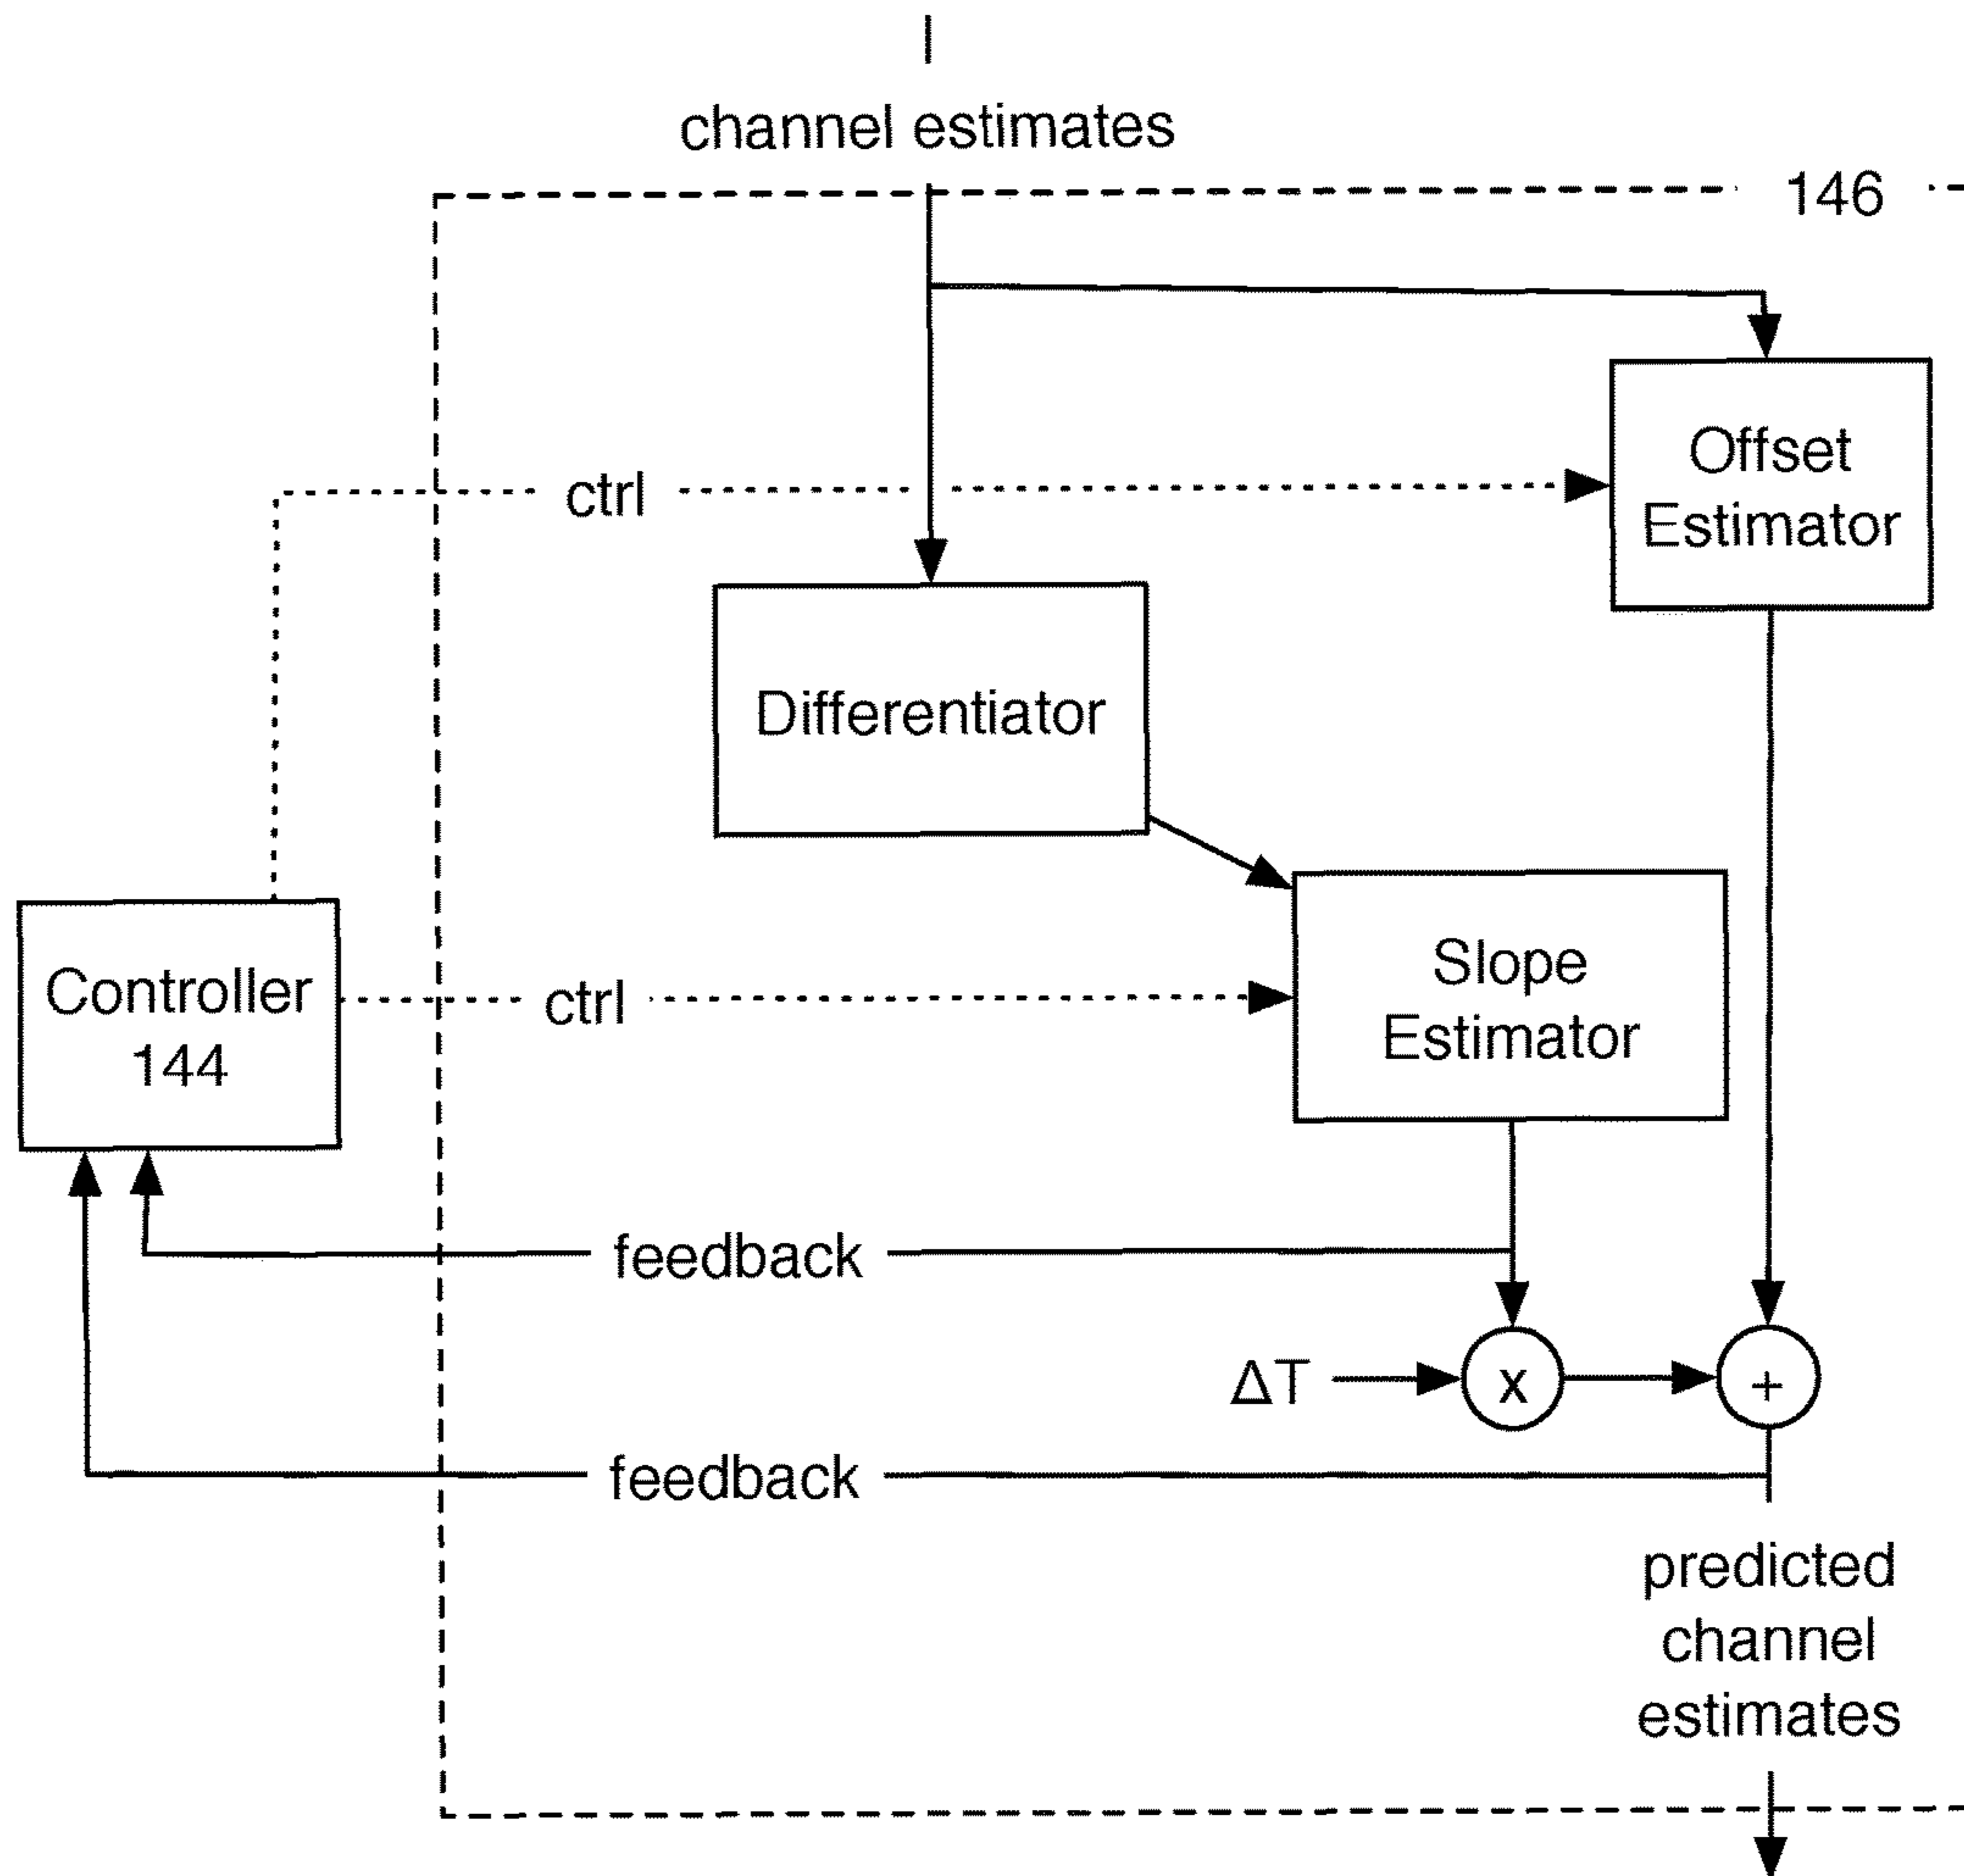 channel estimates
146
ctrl
Offset
Estimator
Differentiator
Controller
144
ctrl
Slope
Estimator
feedback
ΔT
x
+
feedback
predicted
channel
estimates